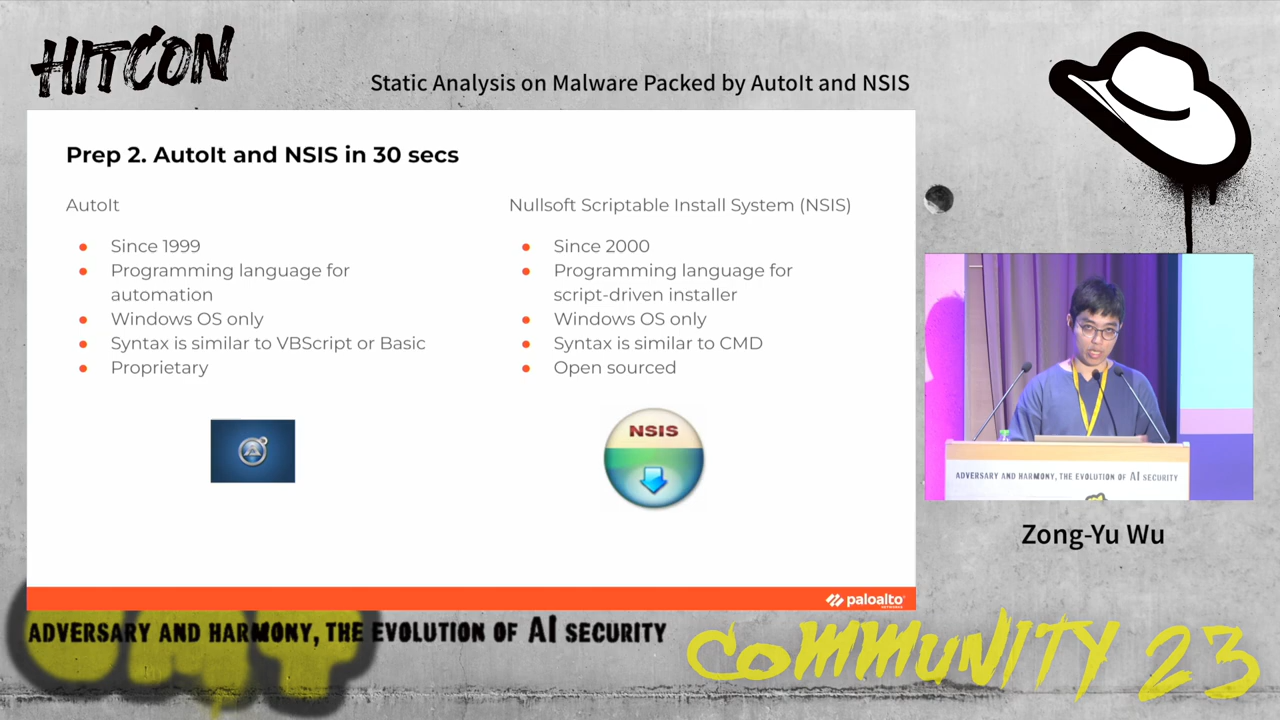 HITCON
Static Analysis on Malware Packed by AutoIt and NSIS
Prep 2. AutoIt and NSIS in 30 secs
AutoIt
● Since 1999
● Programming language for
automation
● Windows OS only
● Syntax is similar to VBScript or Basic
● Proprietary
Nullsoft Scriptable Install System (NSIS)
● Since 2000
● Programming language for
script-driven installer
● Windows OS only
● Syntax is similar to CMD
● Open sourced
NSIS
paloalto
NETWORKS
ADVERSARY AND HARMONY, THE EVOLUTION OF AI SECURITY
Zong-Yu Wu
ADVERSARY AND HARMONY, THE EVOLUTION OF AI SECURITY
COMMUNITY 23